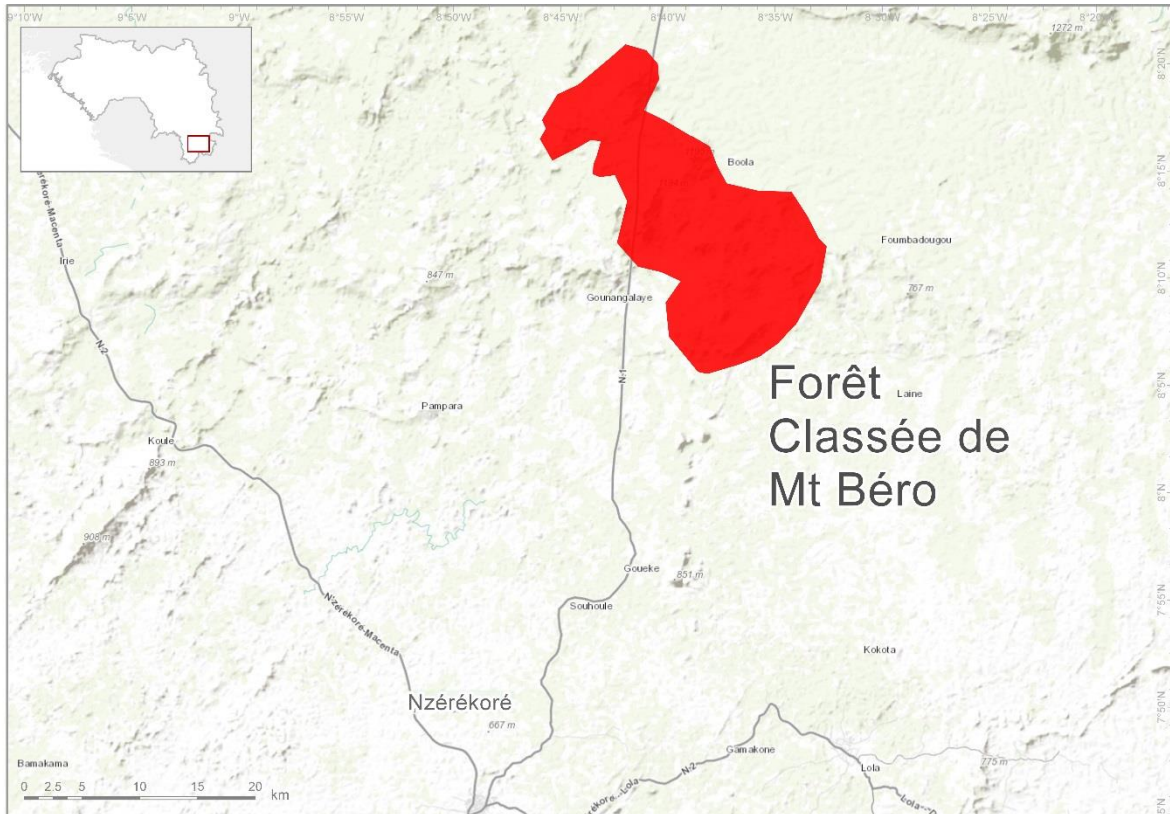 9°10'W
9°5'W
9°W
8°55'W
8°50'W
8°45'W
8°40'W
8°35'W
8°30'W
8°25'W
8°20'W
1272 m
8°20'N
Boola
8°15'N
Nzérékoré-Macenta
Irie
Foumbadougou
847 m
Gounangalaye
767 m
8°10'N
N-2
N-1
Forêt
Classée de
Mt Béro
Laine
8°5'N
Pampara
Koule
893 m
8°N
908 m
Goueke
851 m
Souhoule
7°55'N
Nzérékoré-Macenta
Kokota
Nzérékoré
667 m
7°50'N
Gamakone
Bamakama
N-2
Lola
775 m
0 2.5 5 10 15 20
km